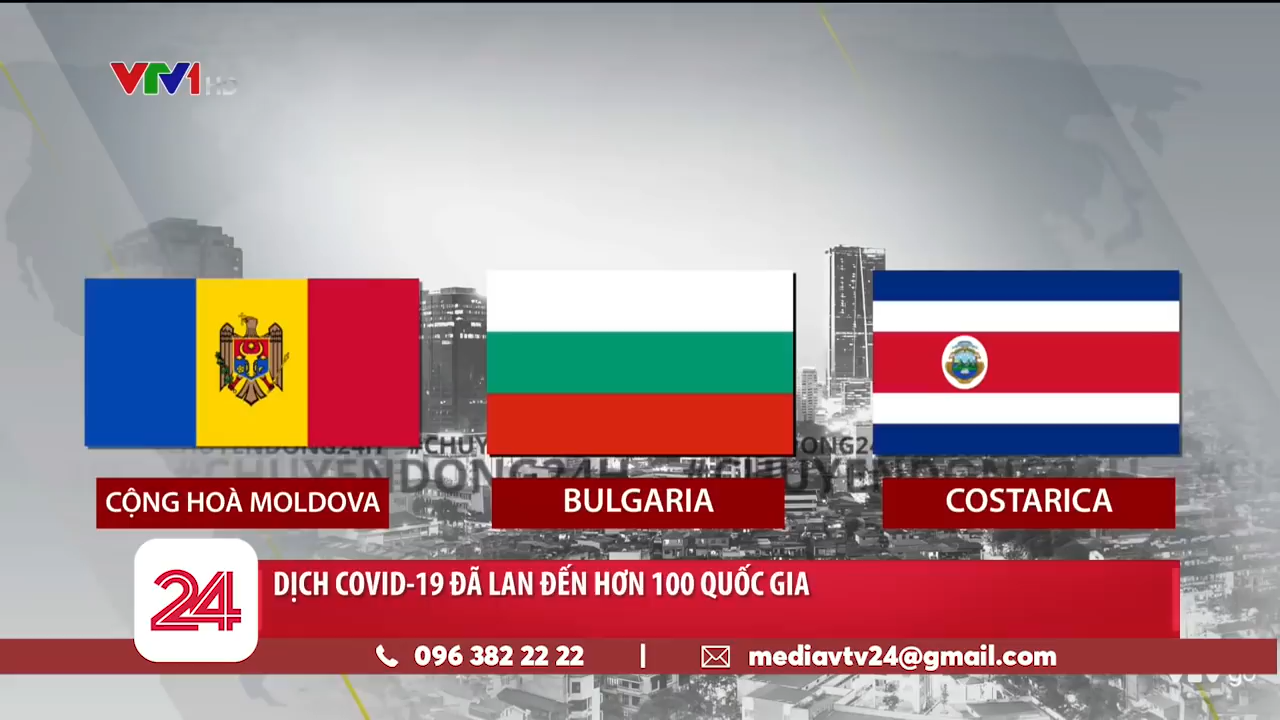 VTV1 HD
#CHUYENDONG24H
CỘNG HOÀ MOLDOVA
BULGARIA
COSTARICA
24
DỊCH COVID-19 ĐÃ LAN ĐẾN HƠN 100 QUỐC GIA
096 382 22 22 | mediavtv24@gmail.com